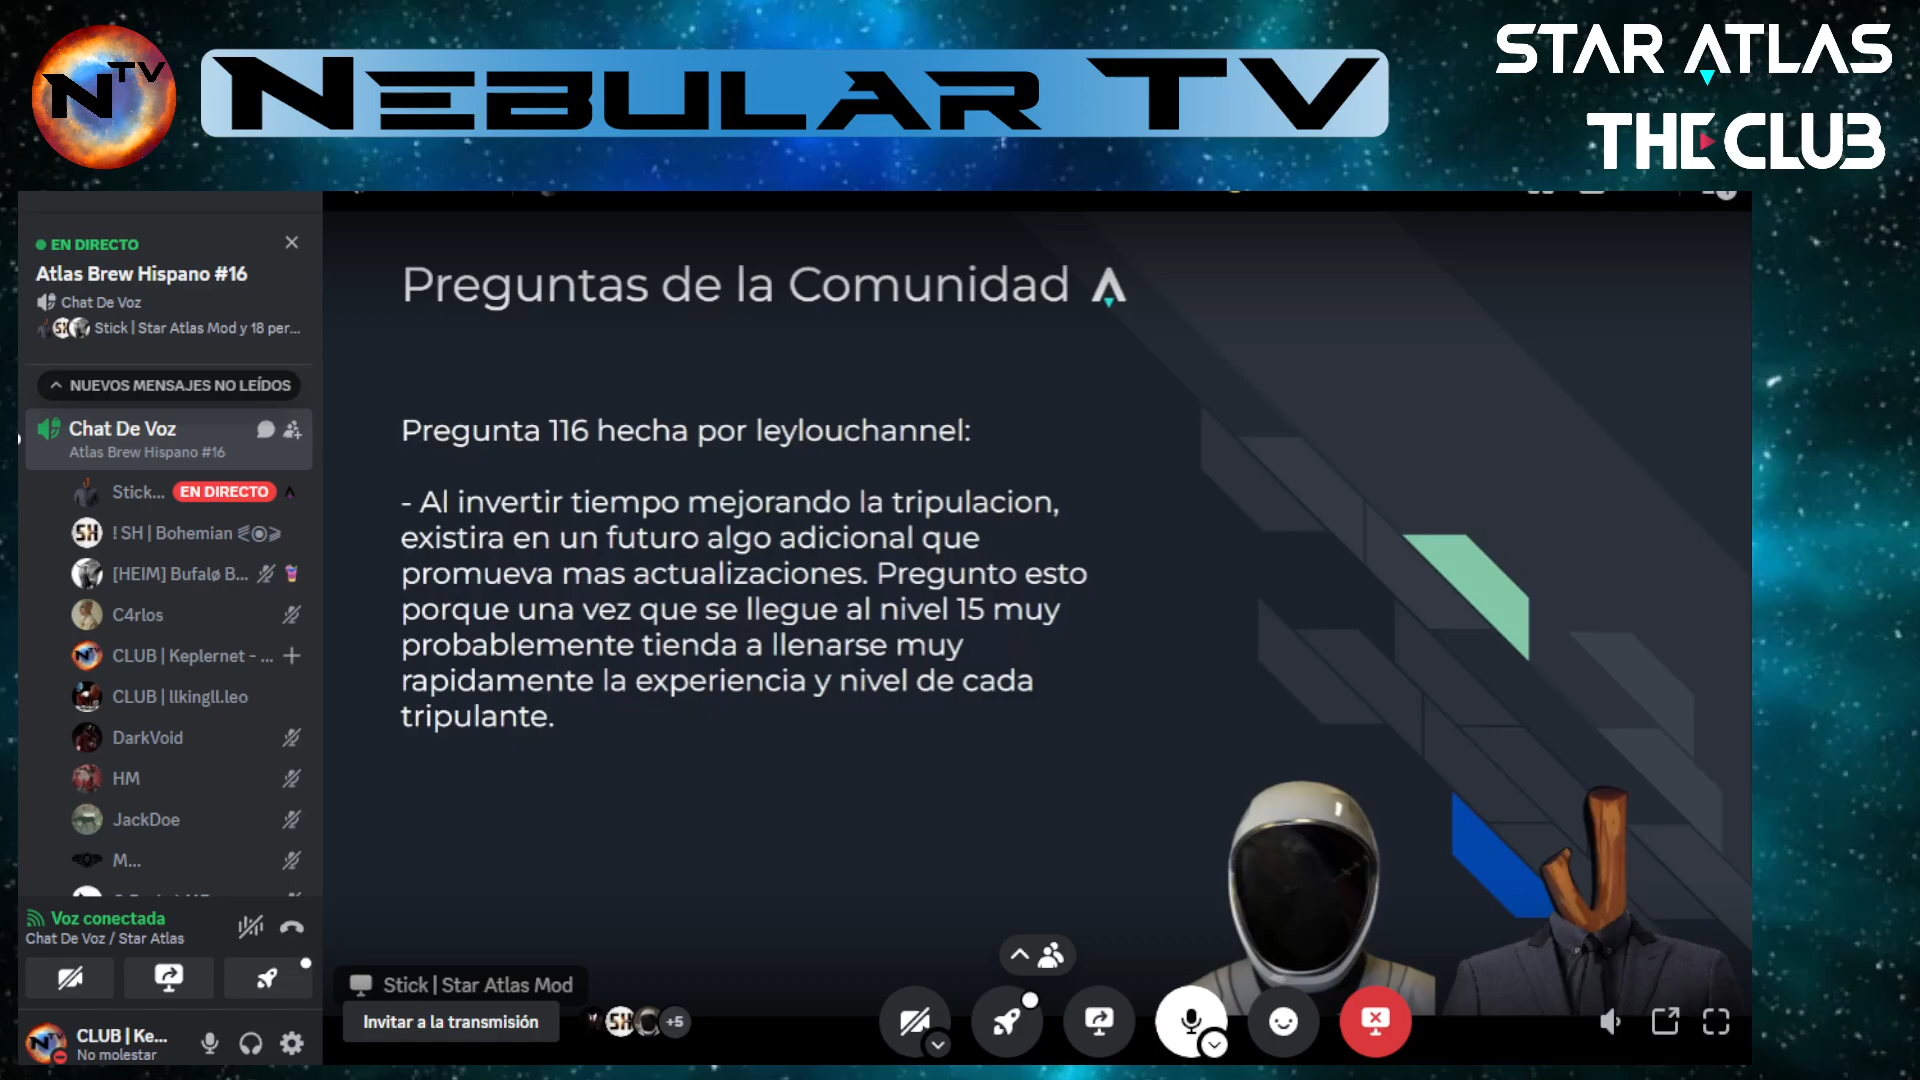 N TV
NEBULAR TV
STAR ATLAS
THE CLUB
EN DIRECTO
Atlas Brew Hispano #16
Chat De Voz
SH
Stick | Star Atlas Mod y 18 per...
NUEVOS MENSAJES NO LEÍDOS
Chat De Voz
Atlas Brew Hispano #16
Stick... EN DIRECTO
SH ! SH | Bohemian ⋚◉⋛
[HEIM] Bufalø B...
C4rlos
CLUB | Keplernet - ...
CLUB | llkingll.leo
DarkVoid
HM
JackDoe
M...
Voz conectada
Chat De Voz / Star Atlas
CLUB | Ke...
No molestar
Preguntas de la Comunidad
Pregunta 116 hecha por leylouchannel:
- Al invertir tiempo mejorando la tripulacion,
existira en un futuro algo adicional que
promueva mas actualizaciones. Pregunto esto
porque una vez que se llegue al nivel 15 muy
probablemente tienda a llenarse muy
rapidamente la experiencia y nivel de cada
tripulante.
Stick | Star Atlas Mod
Invitar a la transmisión
SH +5